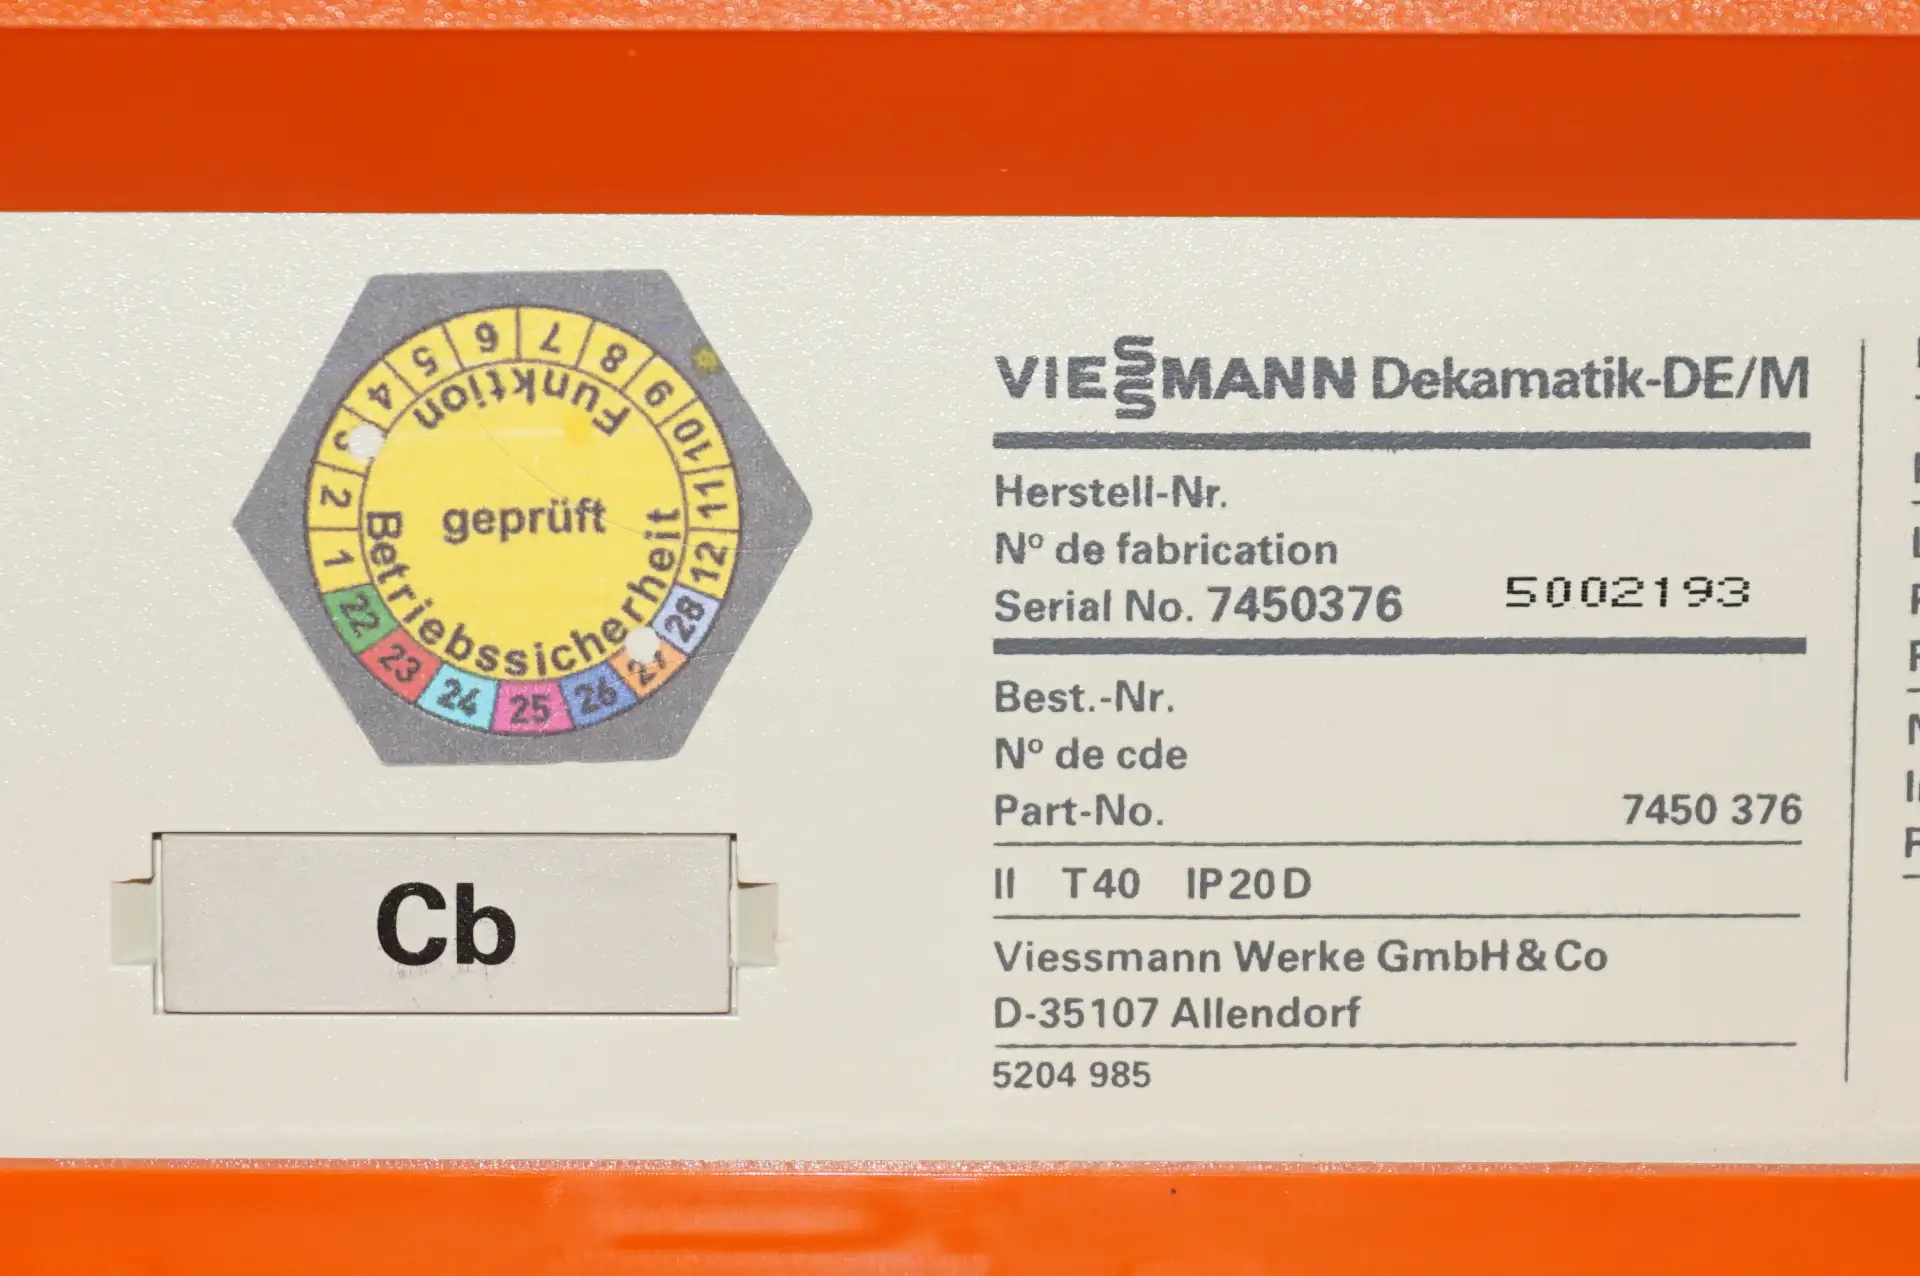 Funktion
geprüft
Betriebssicherheit
1 2 3 4 5 6 7 8 9 10 11 12
22 23 24 25 26 27 28
Cb
VIESSMANN Dekamatik-DE/M
Herstell-Nr.
Nº de fabrication
Serial No. 7450376 5002193
Best.-Nr.
Nº de cde
Part-No. 7450 376
II T40 IP20D
Viessmann Werke GmbH & Co
D-35107 Allendorf
5204 985